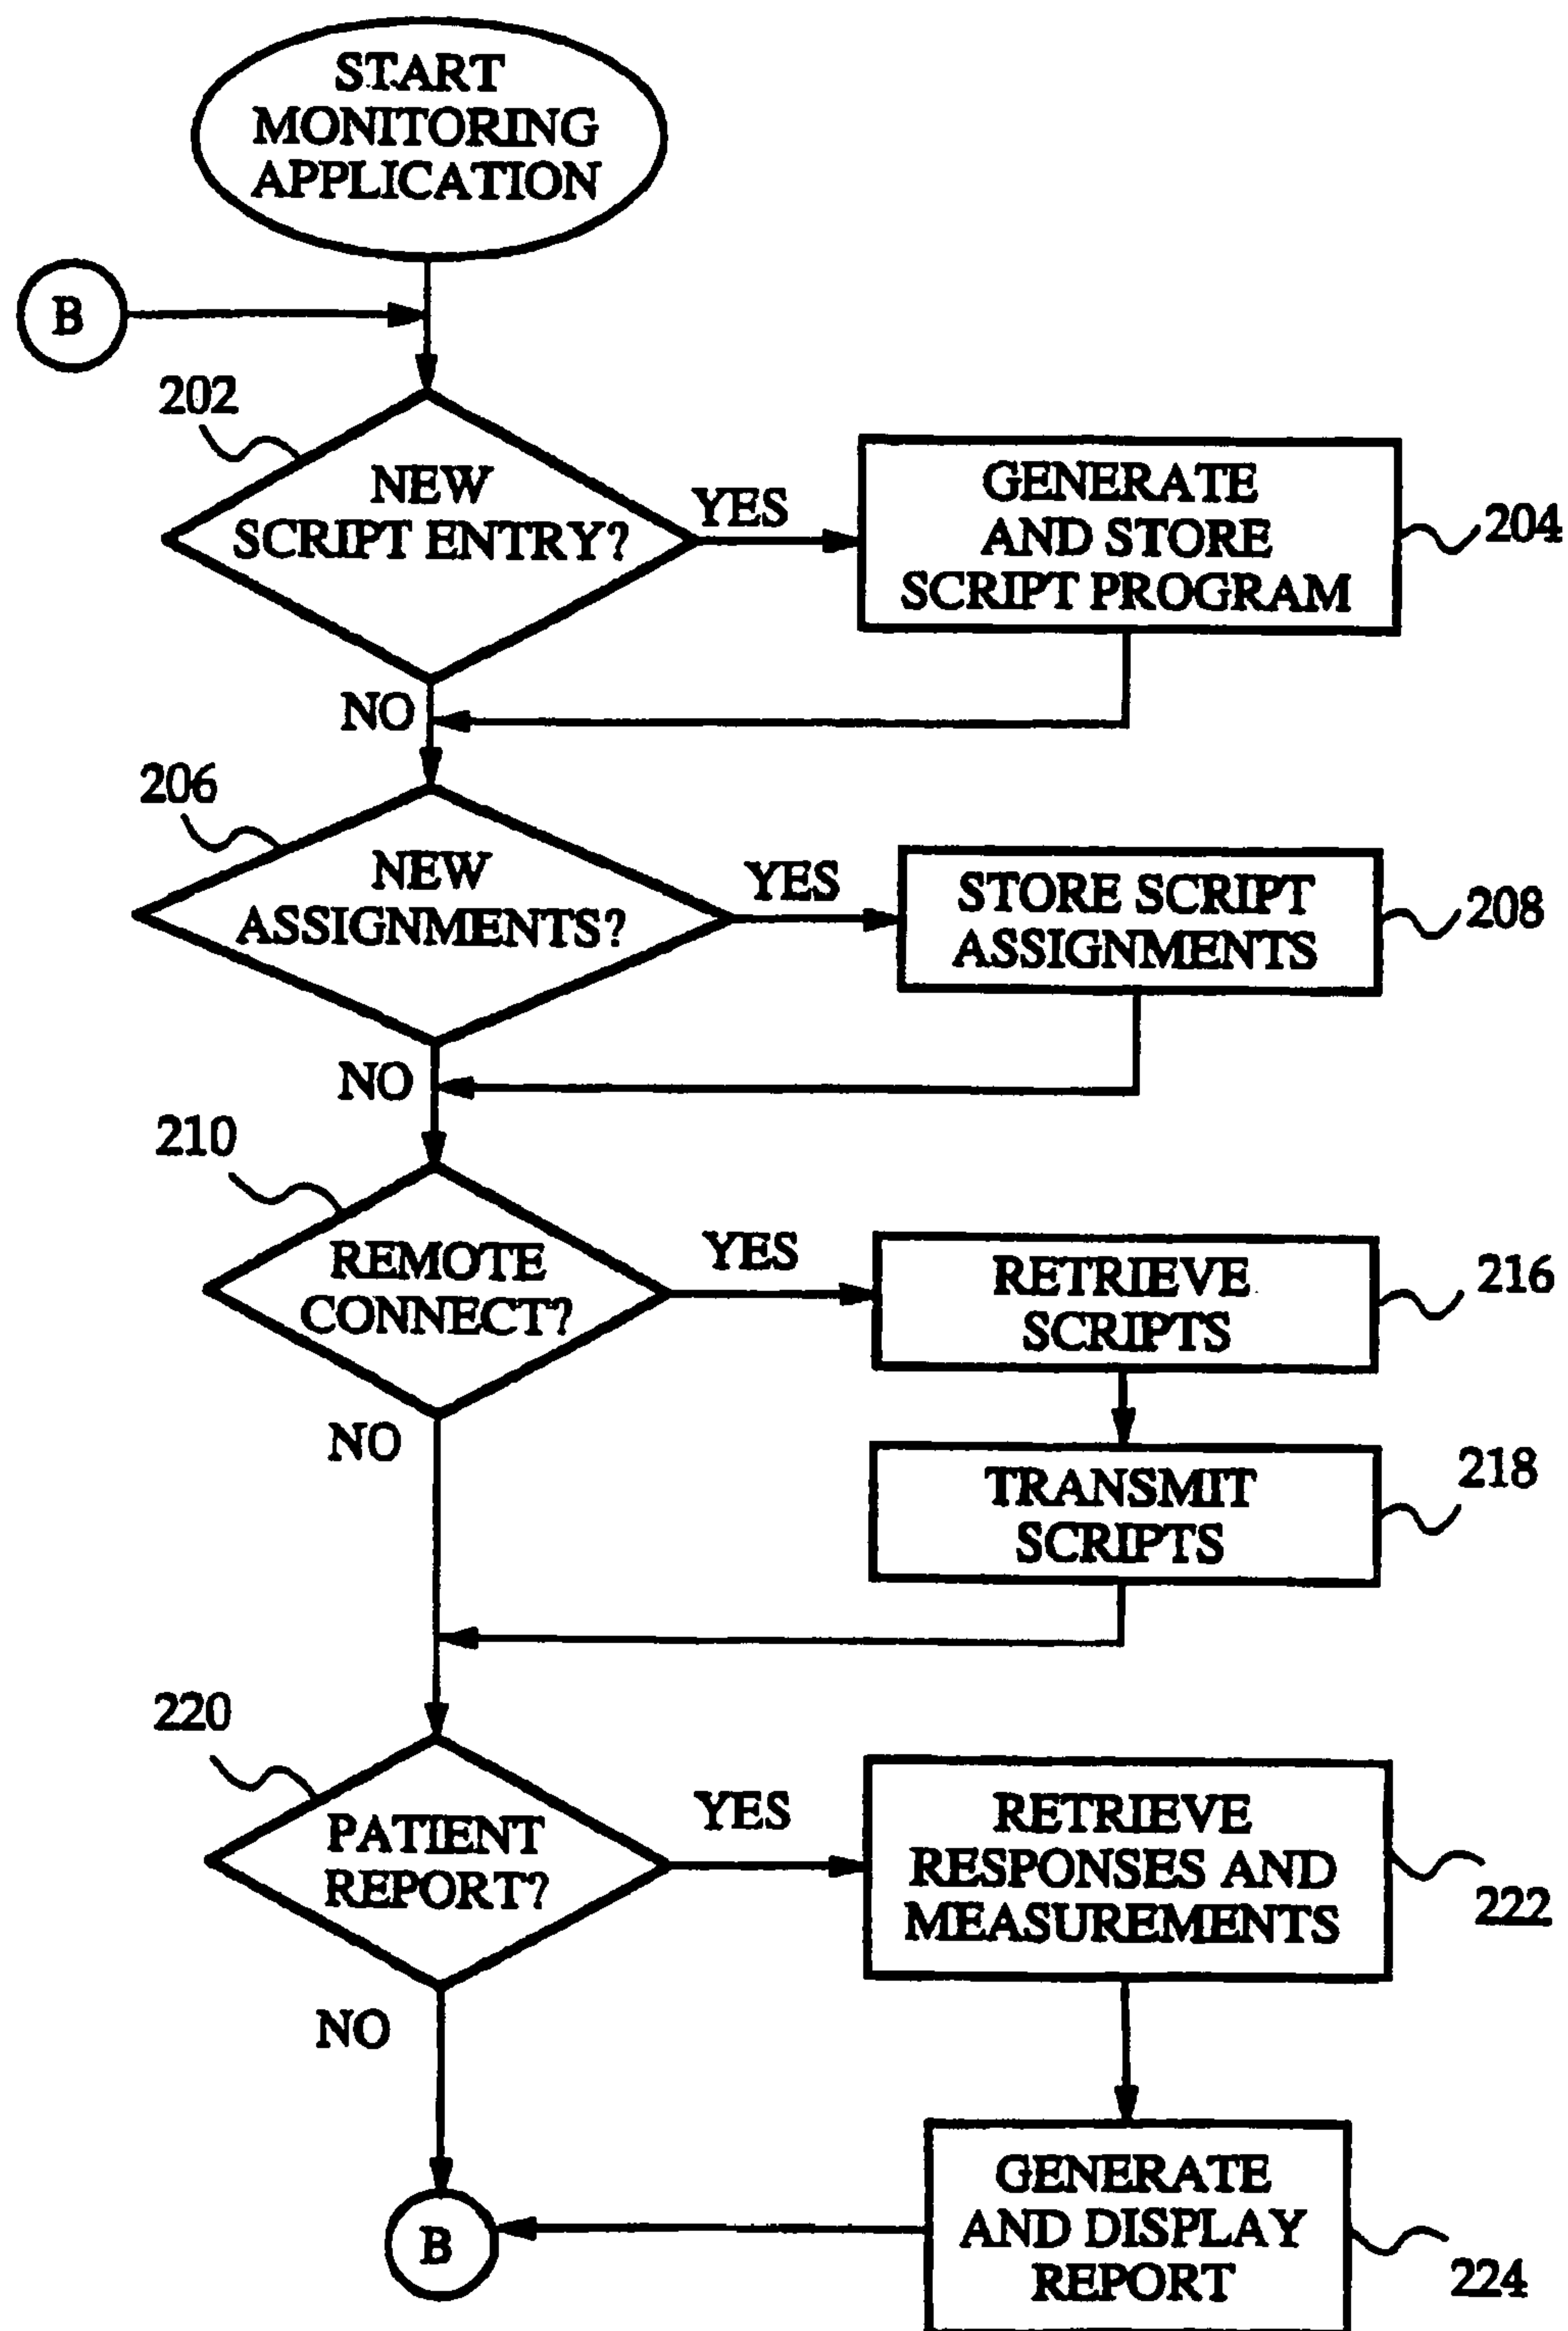 START
MONITORING
APPLICATION
B
202
NEW
SCRIPT ENTRY?
YES
GENERATE
AND STORE
SCRIPT PROGRAM
204
NO
206
NEW
ASSIGNMENTS?
YES
STORE SCRIPT
ASSIGNMENTS
208
NO
210
REMOTE
CONNECT?
YES
RETRIEVE
SCRIPTS
216
NO
TRANSMIT
SCRIPTS
218
220
PATIENT
REPORT?
YES
RETRIEVE
RESPONSES AND
MEASUREMENTS
222
NO
B
GENERATE
AND DISPLAY
REPORT
224